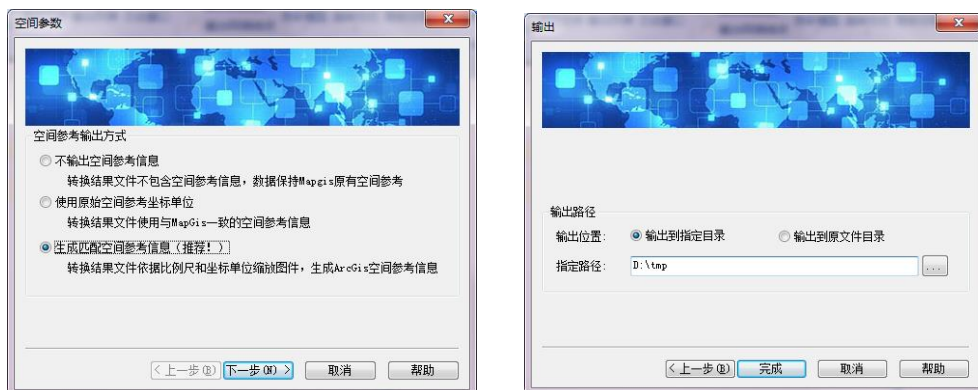 空间参数
空间参考输出方式
不输出空间参考信息
转换结果文件不包含空间参考信息，数据保持Mapgis原有空间参考
使用原始空间参考坐标单位
转换结果文件使用与MapGis一致的空间参考信息
生成匹配空间参考信息（推荐！）
转换结果文件依据比例尺和坐标单位缩放图件，生成ArcGis空间参考信息
<上一步(B) 下一步(N) > 取消 帮助
输出
输出路径
输出位置： 输出到指定目录 输出到原文件目录
指定路径： D:\tmp ...
<上一步(B) 完成 取消 帮助